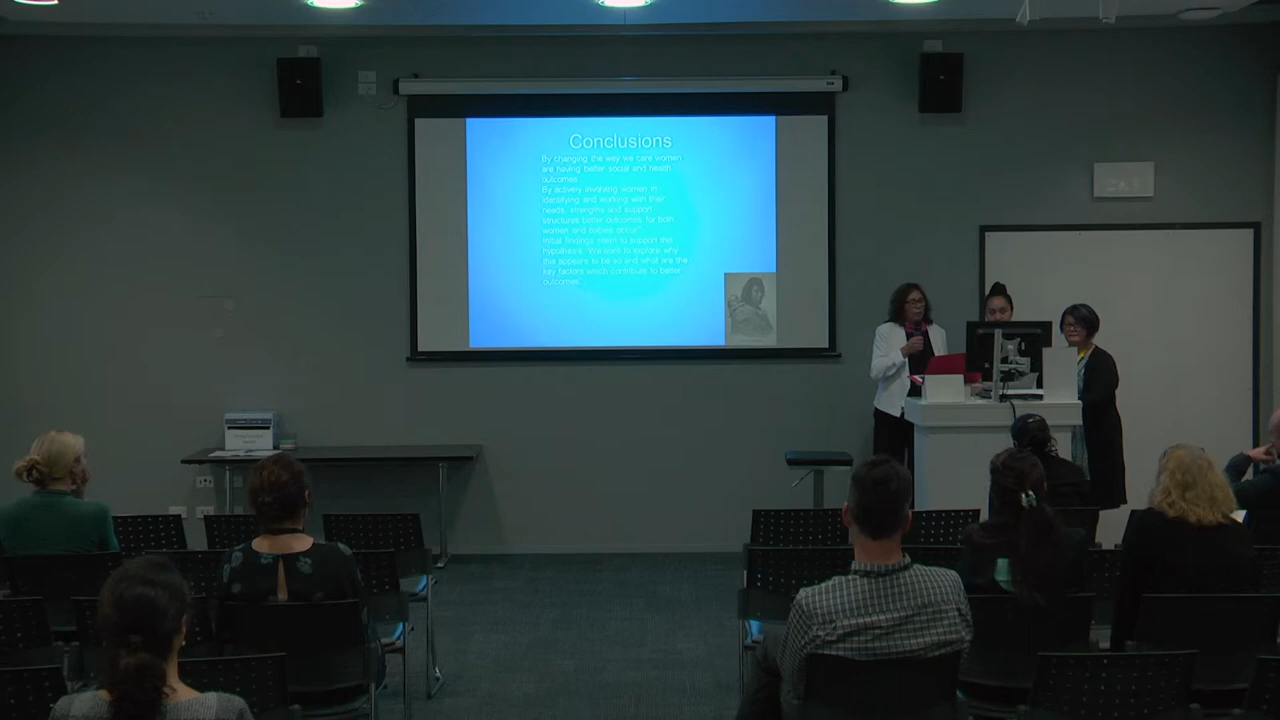 Conclusions
By changing the way we care women
are having better social and health
outcomes
By actively involving women in
identifying and working with their
needs, strengths and support
structures better outcomes for both
women and babies occur"
Initial findings seem to support this
hypothesis. "We want to explore why
this appears to be so and what are the
key factors which contribute to better
outcomes".